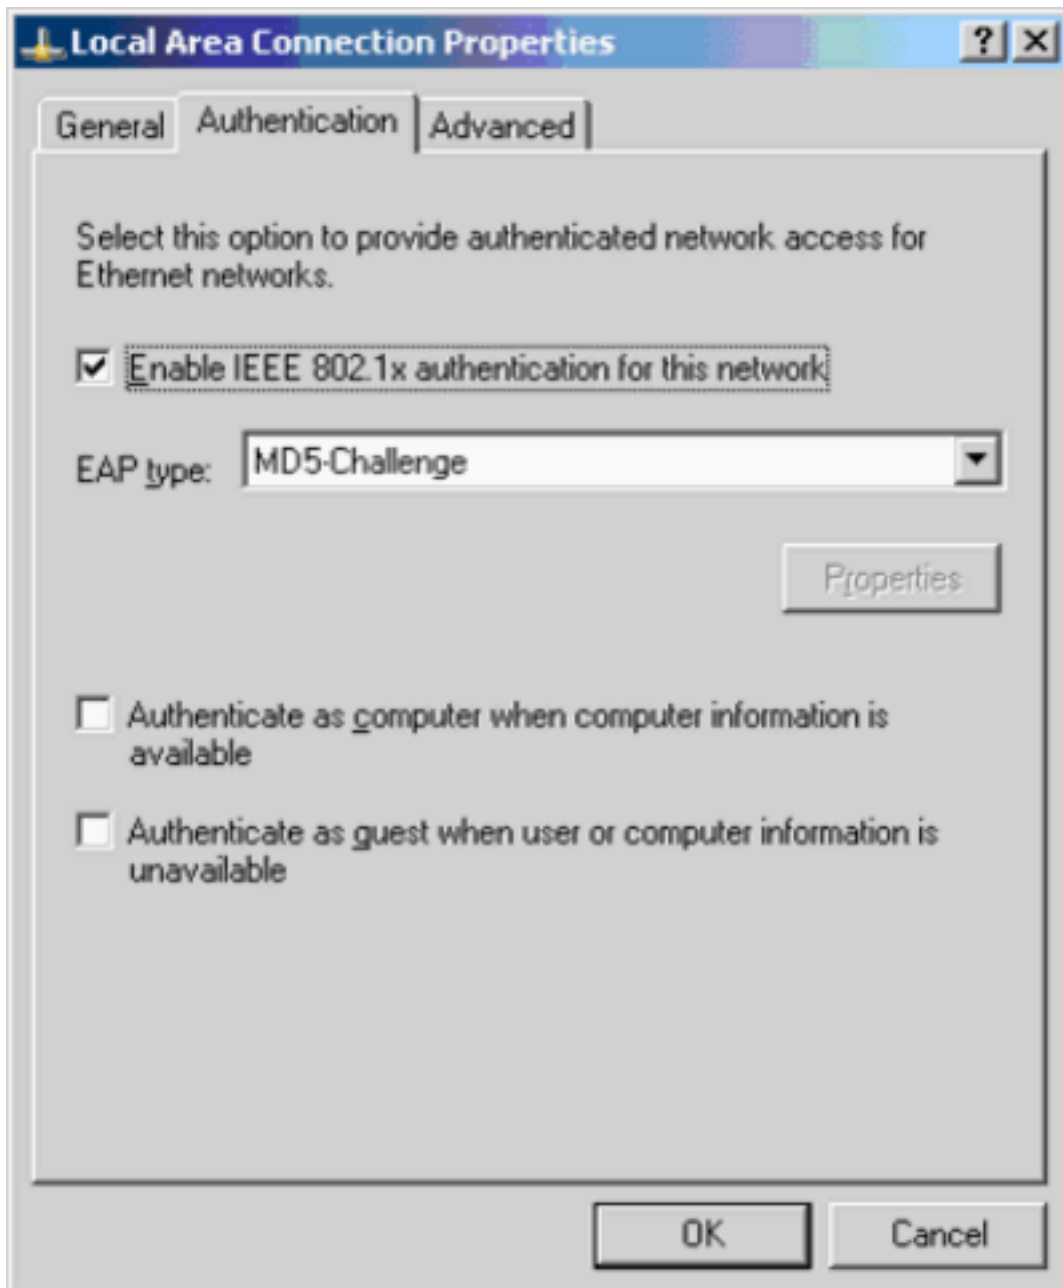 Local Area Connection Properties
General Authentication Advanced
Select this option to provide authenticated network access for
Ethernet networks.
Enable IEEE 802.1x authentication for this network
EAP type: MD5-Challenge
Properties
Authenticate as computer when computer information is
available
Authenticate as guest when user or computer information is
unavailable
OK Cancel